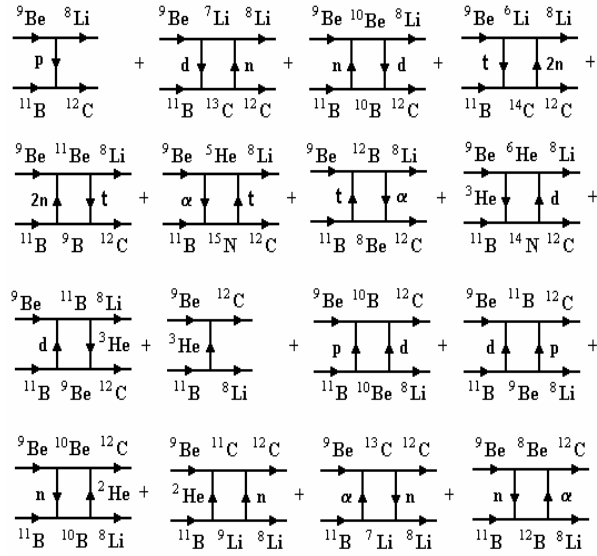 ⁹Be ⁸Li ⁹Be ⁷Li ⁸Li ⁹Be ¹⁰Be ⁸Li ⁹Be ⁶Li ⁸Li
p + d n + n d + t 2n +
¹¹B ¹²C ¹¹B ¹³C ¹²C ¹¹B ¹⁰B ¹²C ¹¹B ¹⁴C ¹²C
⁹Be ¹¹Be ⁸Li ⁹Be ⁵He ⁸Li ⁹Be ¹²B ⁸Li ⁹Be ⁶He ⁸Li
2n t + α t + t α + ³He d +
¹¹B ⁹B ¹²C ¹¹B ¹⁵N ¹²C ¹¹B ⁸Be ¹²C ¹¹B ¹⁴N ¹²C
⁹Be ¹¹B ⁸Li ⁹Be ¹²C ⁹Be ¹⁰B ¹²C ⁹Be ¹¹B ¹²C
d ³He + ³He + p d + d p +
¹¹B ⁹Be ¹²C ¹¹B ⁸Li ¹¹B ¹⁰Be ⁸Li ¹¹B ⁹Be ⁸Li
⁹Be ¹⁰Be ¹²C ⁹Be ¹¹C ¹²C ⁹Be ¹³C ¹²C ⁹Be ⁸Be ¹²C
n ²He + ²He n + α n + n α
¹¹B ¹⁰B ⁸Li ¹¹B ⁹Li ⁸Li ¹¹B ⁷Li ⁸Li ¹¹B ¹²B ⁸Li